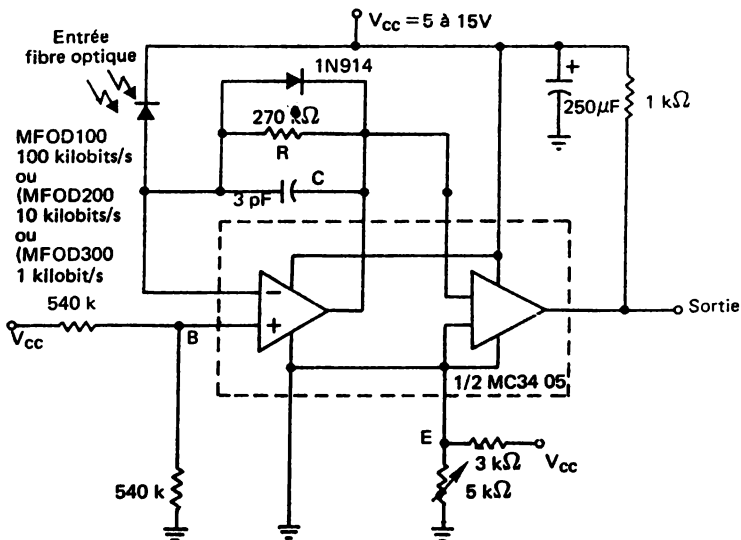 Vcc = 5 à 15V
Entrée
fibre optique
1N914
+
270 kΩ
250μF
1 kΩ
R
MFOD100
100 kilobits/s
ou
(MFOD200
10 kilobits/s
ou
(MFOD300
1 kilobit/s
C
3 pF
540 k
−
+
Vcc
B
Sortie
1/2 MC34 05
E
3 kΩ
Vcc
540 k
5 kΩ